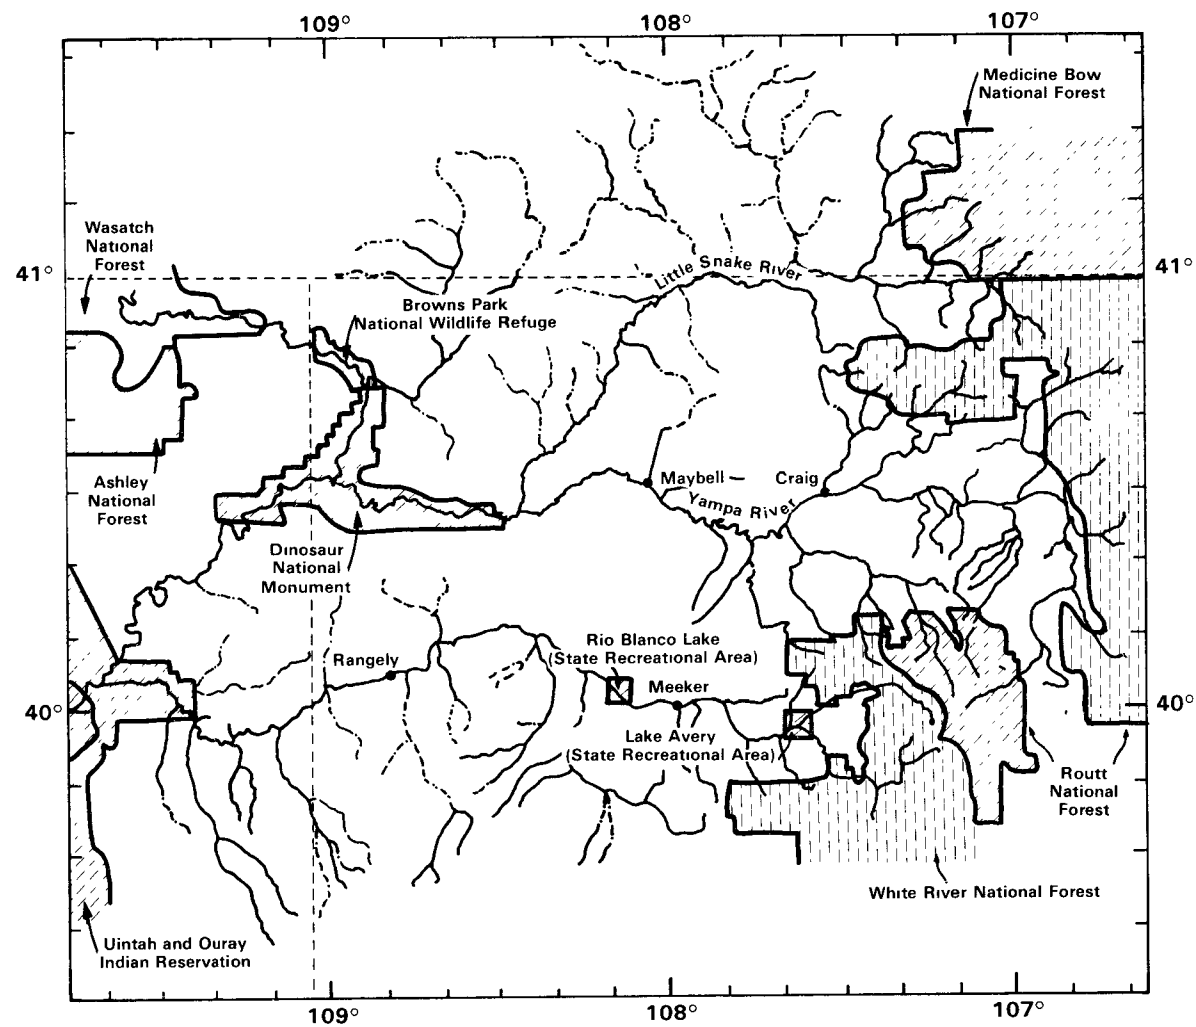 109°
108°
107°
Medicine Bow
National Forest
Wasatch
National
Forest
41°
41°
Little Snake River
Browns Park
National Wildlife Refuge
Ashley
National
Forest
Maybell
Craig
Yampa River
Dinosaur
National
Monument
Rio Blanco Lake
(State Recreational Area)
Rangely
Meeker
40°
40°
Lake Avery
(State Recreational Area)
Routt
National
Forest
White River National Forest
Uintah and Ouray
Indian Reservation
109°
108°
107°